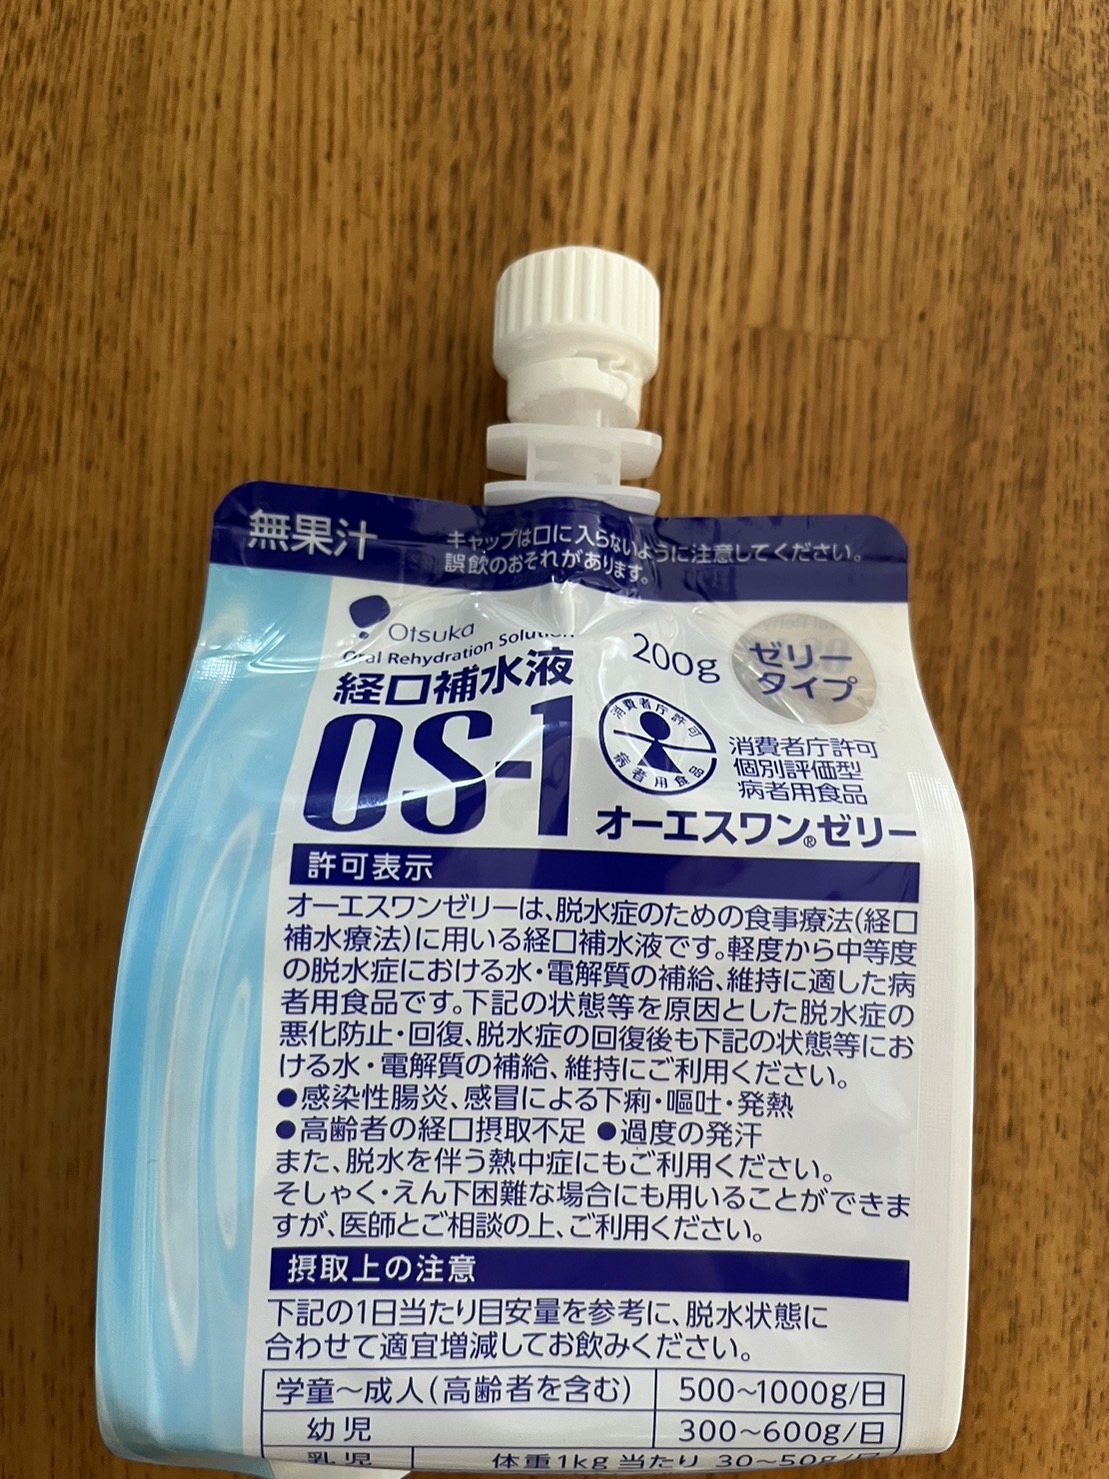 無果汁
キャップは口に入らないように注意してください。
誤飲のおそれがあります。
Otsuka
Oral Rehydration Solution
経口補水液
OS-1
200g
ゼリー
タイプ
消費者庁許可
病者用食品
消費者庁許可
個別評価型
病者用食品
オーエスワン®ゼリー
許可表示
オーエスワンゼリーは、脱水症のための食事療法(経口
補水療法)に用いる経口補水液です。軽度から中等度
の脱水症における水・電解質の補給、維持に適した病
者用食品です。下記の状態等を原因とした脱水症の
悪化防止・回復、脱水症の回復後も下記の状態等にお
ける水・電解質の補給、維持にご利用ください。
●感染性腸炎、感冒による下痢・嘔吐・発熱
●高齢者の経口摂取不足 ●過度の発汗
また、脱水を伴う熱中症にもご利用ください。
そしゃく・えん下困難な場合にも用いることができま
すが、医師とご相談の上、ご利用ください。
摂取上の注意
下記の1日当たり目安量を参考に、脱水状態に
合わせて適宜増減してお飲みください。
学童〜成人(高齢者を含む) 500〜1000g/日
幼児 300〜600g/日
乳児 体重1kg当たり 30〜50g/日